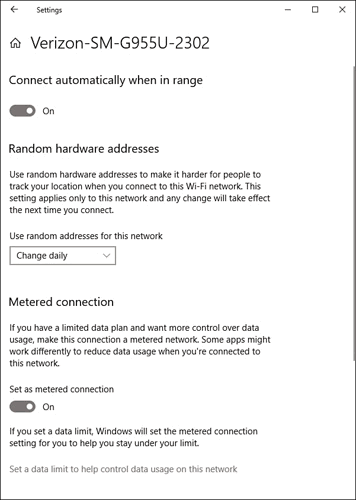 Settings
Verizon-SM-G955U-2302
Connect automatically when in range
On
Random hardware addresses
Use random hardware addresses to make it harder for people to
track your location when you connect to this Wi-Fi network. This
setting applies only to this network and any change will take effect
the next time you connect.
Use random addresses for this network
Change daily
Metered connection
If you have a limited data plan and want more control over data
usage, make this connection a metered network. Some apps might
work differently to reduce data usage when you're connected to
this network.
Set as metered connection
On
If you set a data limit, Windows will set the metered connection
setting for you to help you stay under your limit.
Set a data limit to help control data usage on this network